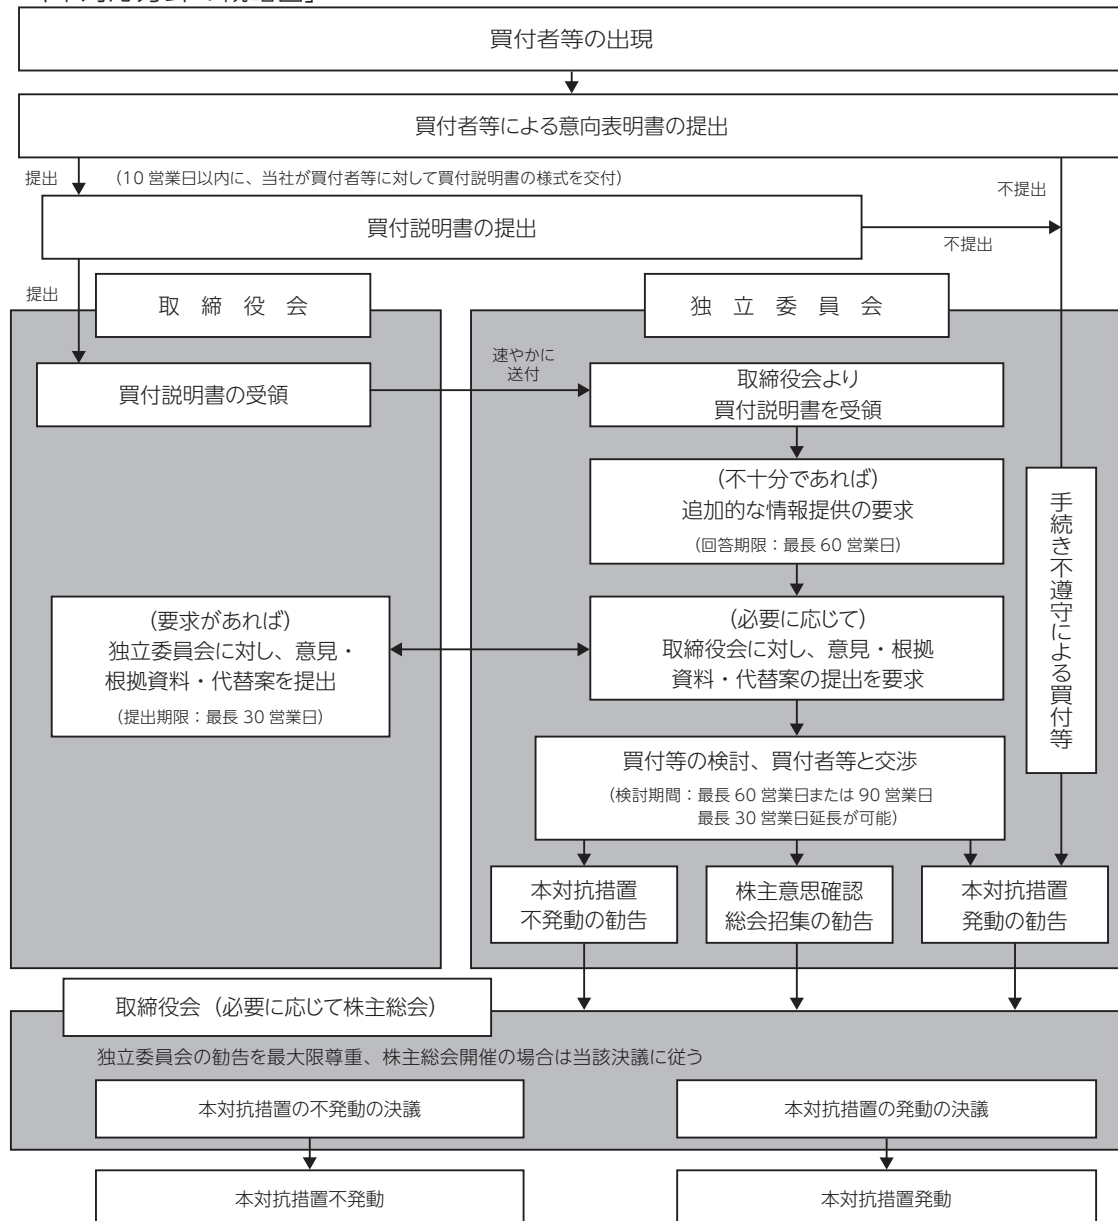 買付者等の出現
買付者等による意向表明書の提出
提出
(10 営業日以内に、当社が買付者等に対して買付説明書の様式を交付)
不提出
買付説明書の提出
不提出
提出
取 締 役 会
独 立 委 員 会
買付説明書の受領
速やかに
送付
取締役会より
買付説明書を受領
(不十分であれば)
追加的な情報提供の要求
(回答期限：最長 60 営業日)
手続き不遵守による買付等
(要求があれば)
独立委員会に対し、意見・
根拠資料・代替案を提出
(提出期限：最長 30 営業日)
(必要に応じて)
取締役会に対し、意見・根拠
資料・代替案の提出を要求
買付等の検討、買付者等と交渉
(検討期間：最長 60 営業日または 90 営業日
最長 30 営業日延長が可能)
本対抗措置
不発動の勧告
株主意思確認
総会招集の勧告
本対抗措置
発動の勧告
取締役会（必要に応じて株主総会）
独立委員会の勧告を最大限尊重、株主総会開催の場合は当該決議に従う
本対抗措置の不発動の決議
本対抗措置の発動の決議
本対抗措置不発動
本対抗措置発動